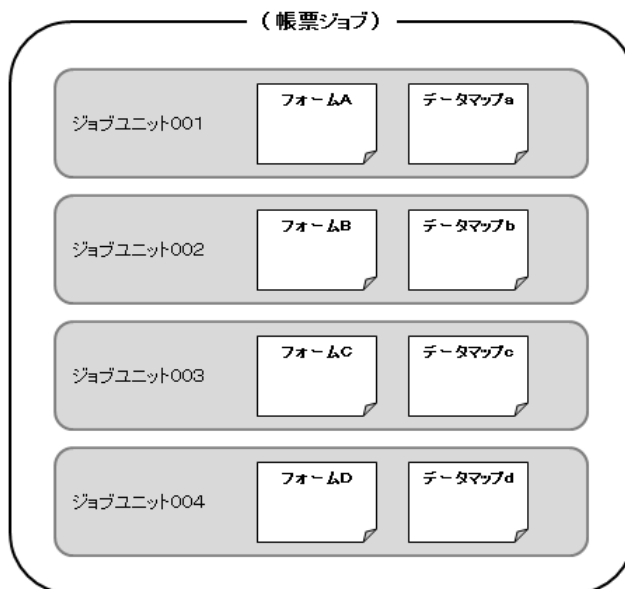 (帳票ジョブ)
ジョブユニット001
フォームA
データマップa
ジョブユニット002
フォームB
データマップb
ジョブユニット003
フォームC
データマップc
ジョブユニット004
フォームD
データマップd